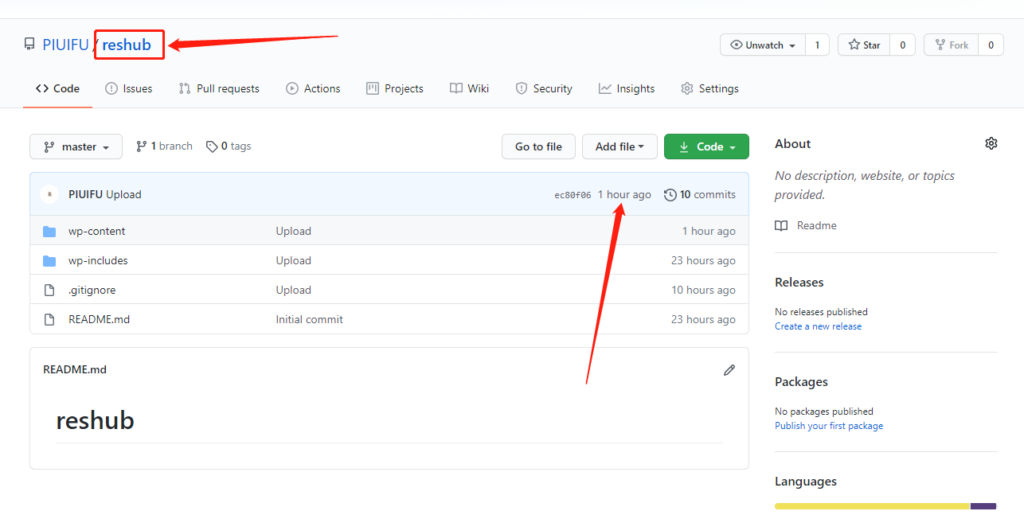 PIUIFU / reshub
Unwatch 1 Star 0 Fork 0
Code Issues Pull requests Actions Projects Wiki Security Insights Settings
master 1 branch 0 tags Go to file Add file Code
PIUIFU Upload ec80f06 1 hour ago 10 commits
wp-content Upload 1 hour ago
wp-includes Upload 23 hours ago
.gitignore Upload 10 hours ago
README.md Initial commit 23 hours ago
README.md
reshub
About
No description, website, or topics
provided.
Readme
Releases
No releases published
Create a new release
Packages
No packages published
Publish your first package
Languages